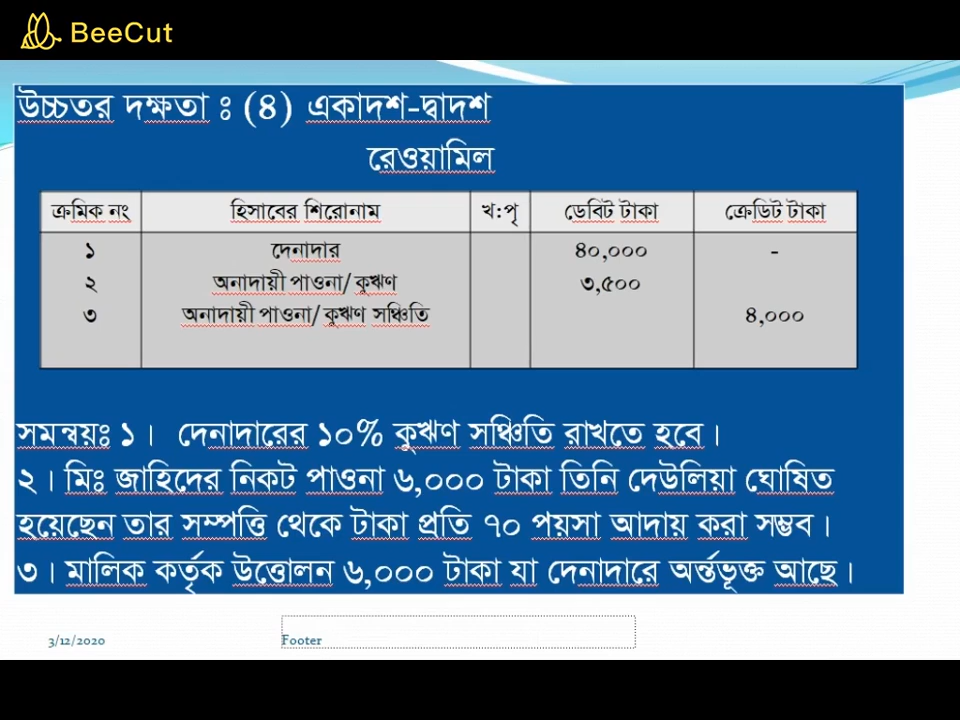 BeeCut
উচ্চতর দক্ষতা ঃ (৪) একাদশ-দ্বাদশ
রেওয়ামিল
ক্রমিক নং হিসাবের শিরোনাম খ:পৃ ডেবিট টাকা ক্রেডিট টাকা
১ দেনাদার ৪০,০০০ -
২ অনাদায়ী পাওনা/ কুঋণ ৩,৫০০
৩ অনাদায়ী পাওনা/ কুঋণ সঞ্চিতি ৪,০০০
সমন্বয়ঃ ১। দেনাদারের ১০% কুঋণ সঞ্চিতি রাখতে হবে।
২। মিঃ জাহিদের নিকট পাওনা ৬,০০০ টাকা তিনি দেউলিয়া ঘোষিত
হয়েছেন তার সম্পত্তি থেকে টাকা প্রতি ৭০ পয়সা আদায় করা সম্ভব।
৩। মালিক কর্তৃক উত্তোলন ৬,০০০ টাকা যা দেনাদারে অর্ন্তভূক্ত আছে।
3/12/2020 Footer